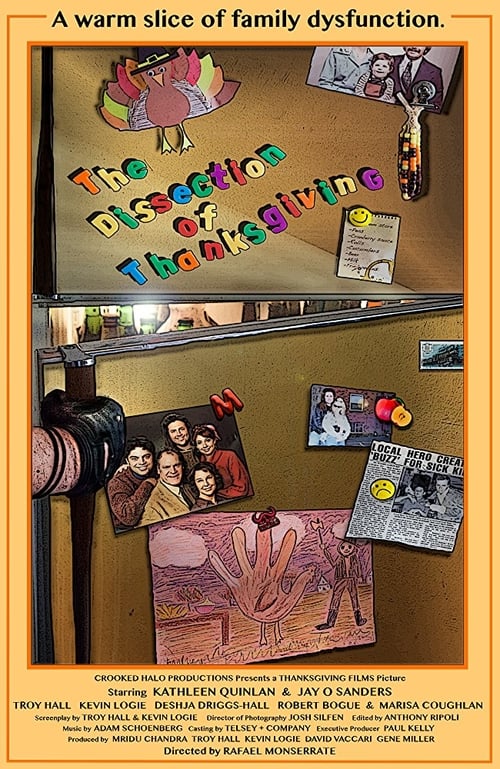 A warm slice of family dysfunction.
The
Dissection
of
Thanksgiving
M
LOCAL HERO CREA
'BUZZ' FOR SICK KI
CROOKED HALO PRODUCTIONS Presents a THANKSGIVING FILMS Picture
Starring KATHLEEN QUINLAN & JAY O SANDERS
TROY HALL KEVIN LOGIE DESHJA DRIGGS-HALL ROBERT BOGUE & MARISA COUGHLAN
Screenplay by TROY HALL & KEVIN LOGIE Director of Photography JOSH SILFEN Edited by ANTHONY RIPOLI
Music by ADAM SCHOENBERG Casting by TELSEY + COMPANY Executive Producer PAUL KELLY
Produced by MRIDU CHANDRA TROY HALL KEVIN LOGIE DAVID VACCARI GENE MILLER
Directed by RAFAEL MONSERRATE